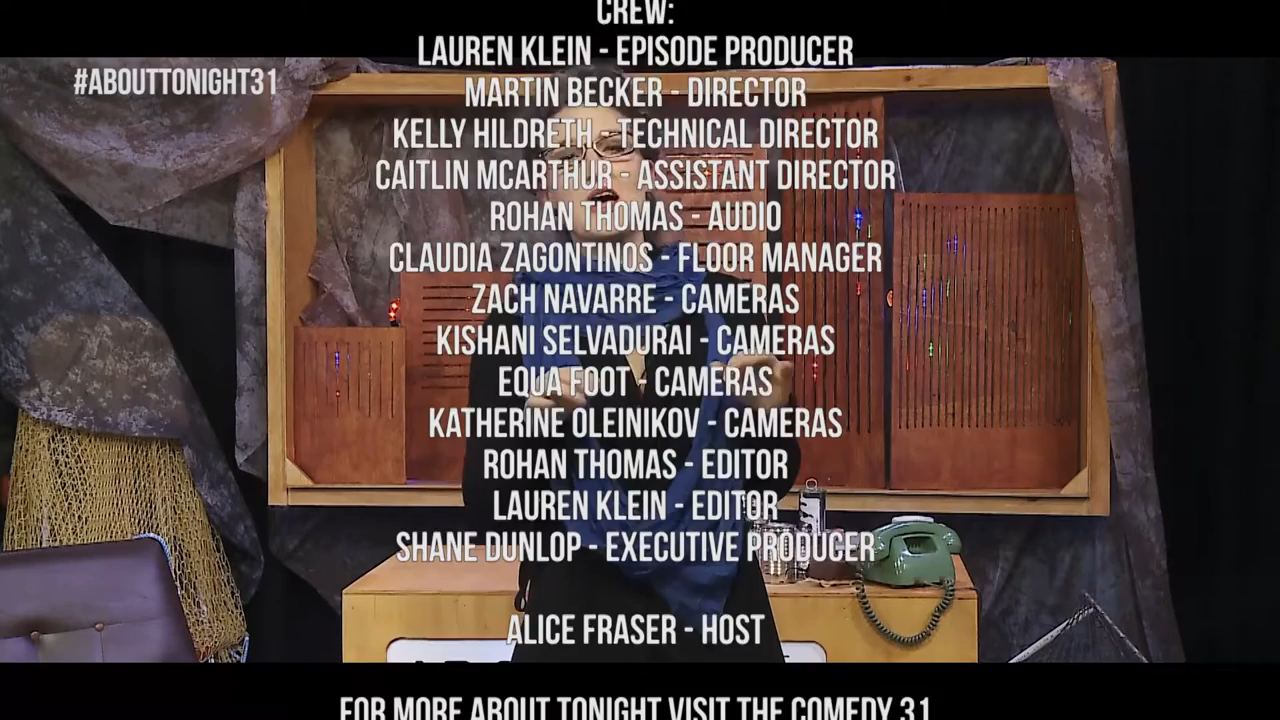 CREW:
LAUREN KLEIN - EPISODE PRODUCER
#ABOUTTONIGHT31
MARTIN BECKER - DIRECTOR
KELLY HILDRETH - TECHNICAL DIRECTOR
CAITLIN MCARTHUR - ASSISTANT DIRECTOR
ROHAN THOMAS - AUDIO
CLAUDIA ZAGONTINOS - FLOOR MANAGER
ZACH NAVARRE - CAMERAS
KISHANI SELVADURAI - CAMERAS
EQUA FOOT - CAMERAS
KATHERINE OLEINIKOV - CAMERAS
ROHAN THOMAS - EDITOR
LAUREN KLEIN - EDITOR
SHANE DUNLOP - EXECUTIVE PRODUCER
ALICE FRASER - HOST
FOR MORE ABOUT TONIGHT VISIT THE COMEDY 31